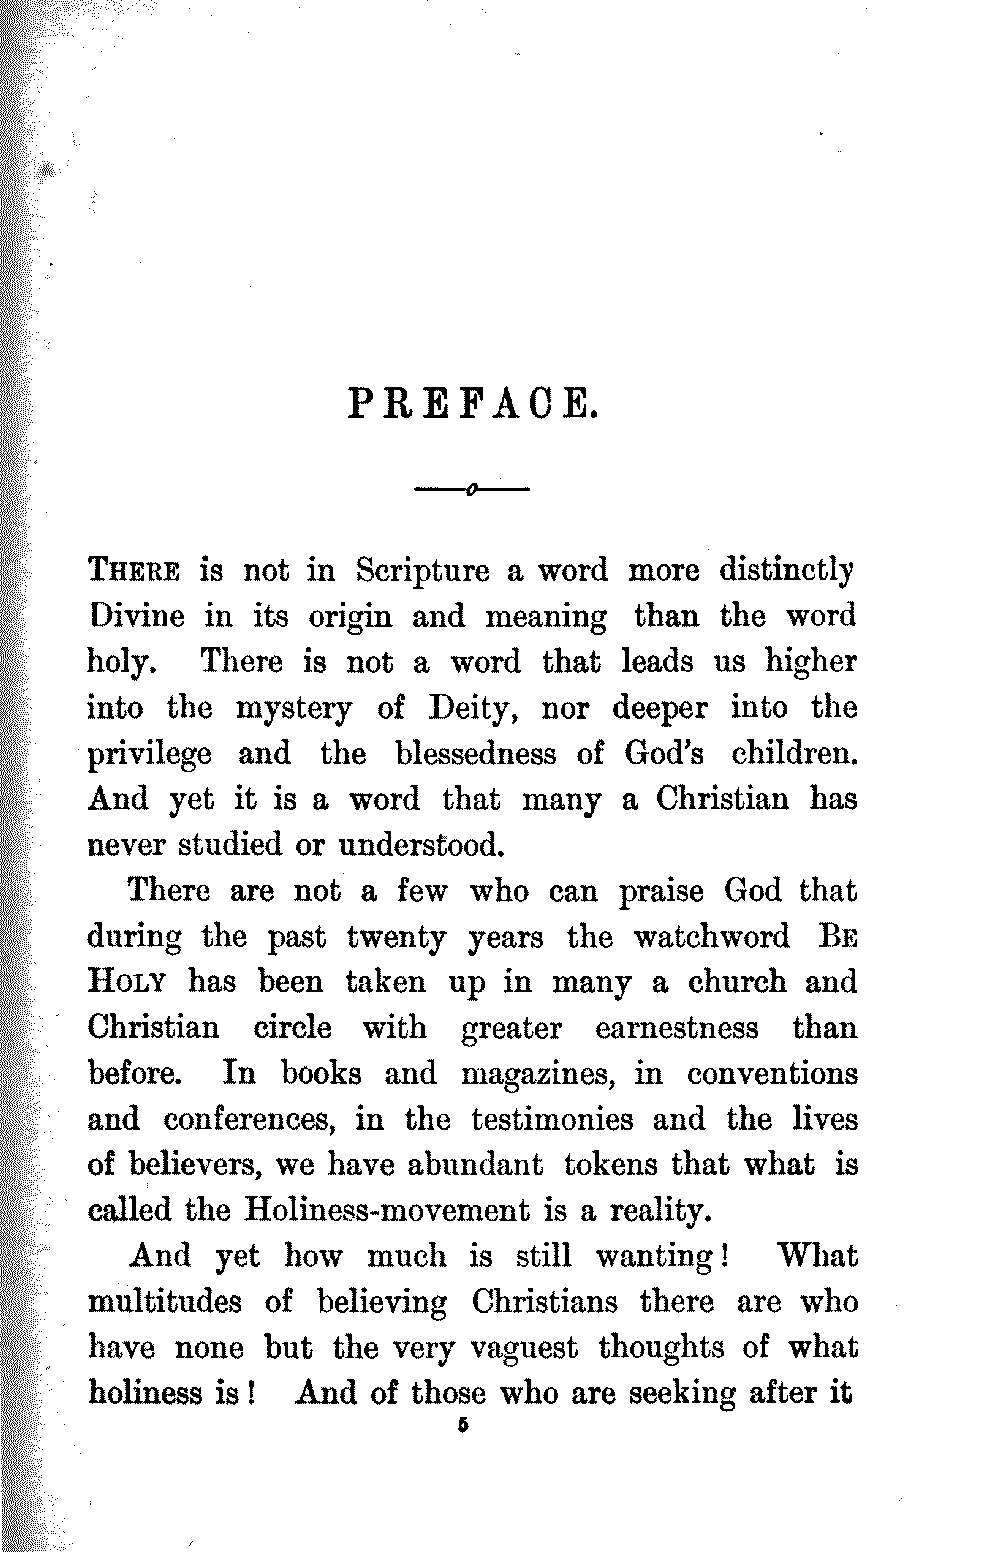 PREFACE.
THERE is not in Scripture a word more distinctly
Divine in its origin and meaning than the word
holy. There is not a word that leads us higher
into the mystery of Deity, nor deeper into the
privilege and the blessedness of God's children.
And yet it is a word that many a Christian has
never studied or understood.
There are not a few who can praise God that
during the past twenty years the watchword BE
HOLY has been taken up in many a church and
Christian circle with greater earnestness than
before. In books and magazines, in conventions
and conferences, in the testimonies and the lives
of believers, we have abundant tokens that what is
called the Holiness-movement is a reality.
And yet how much is still wanting! What
multitudes of believing Christians there are who
have none but the very vaguest thoughts of what
holiness is! And of those who are seeking after it
5